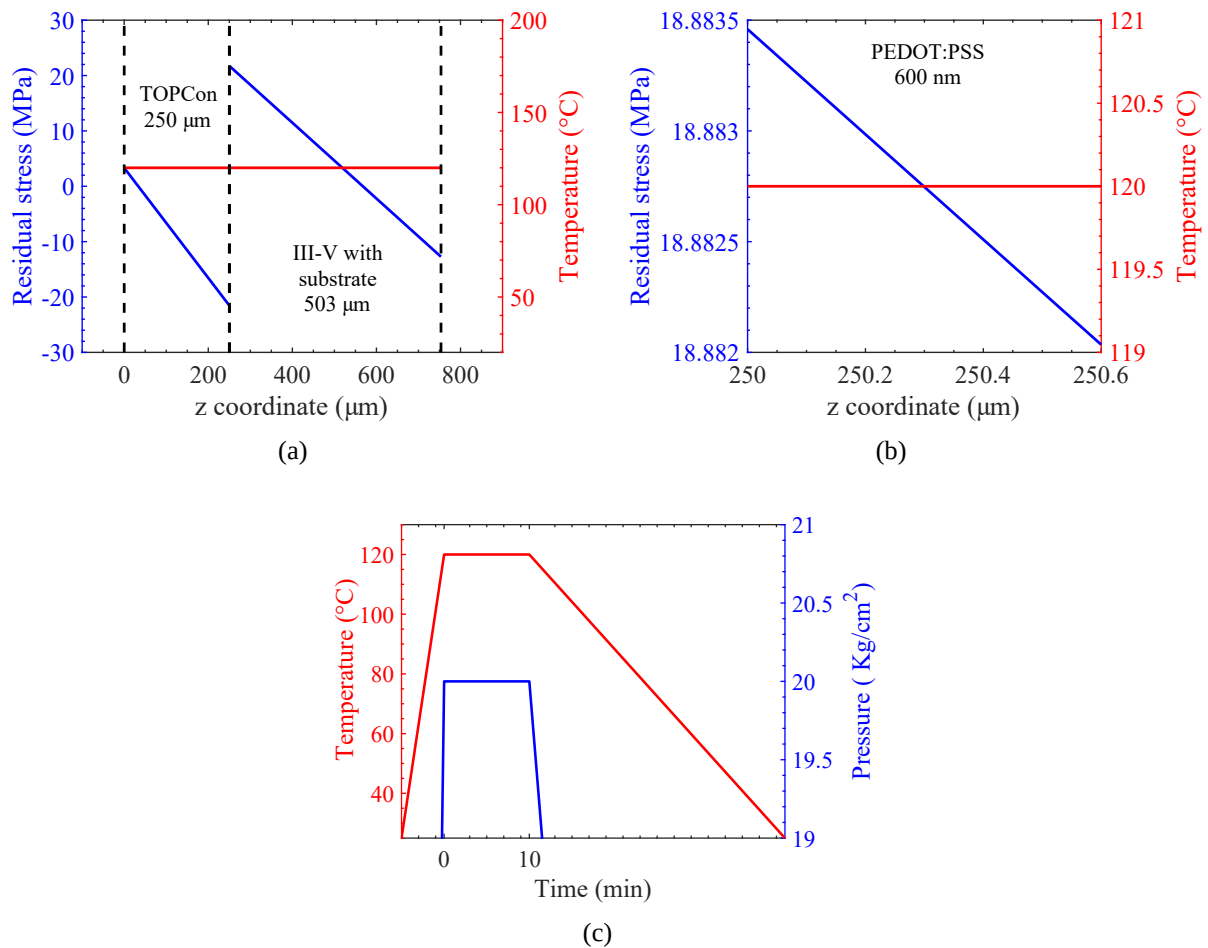 Residual stress (MPa)
30
20
10
0
-10
-20
-30
TOPCon
250 μm
III-V with
substrate
503 μm
200
150
100
50
Temperature (°C)
0
200
400
600
800
z coordinate (μm)
(a)
Residual stress (MPa)
18.8835
18.883
18.8825
18.882
PEDOT:PSS
600 nm
121
120.5
120
119.5
119
Temperature (°C)
250
250.2
250.4
250.6
z coordinate (μm)
(b)
Temperature (°C)
120
100
80
60
40
21
20.5
20
19.5
19
Pressure ( Kg/cm²)
0
10
Time (min)
(c)